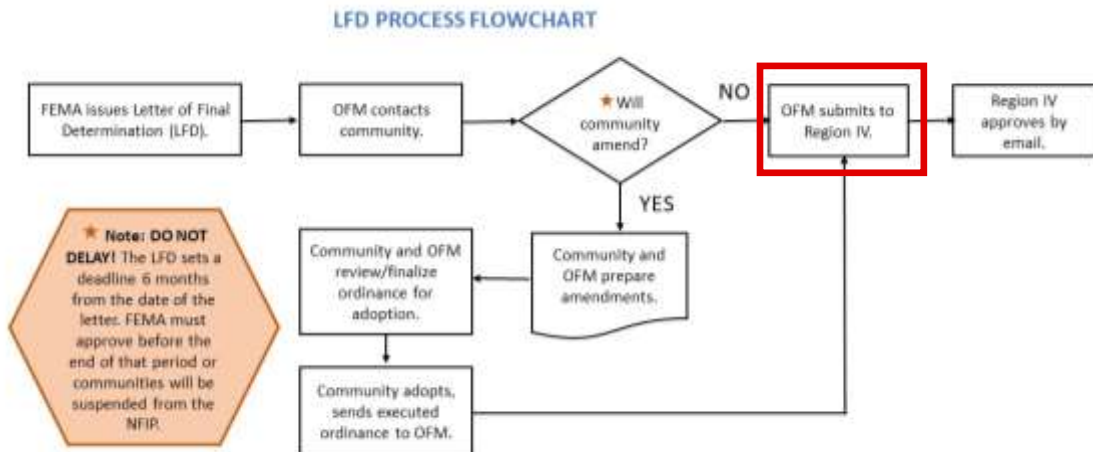 LFD PROCESS FLOWCHART
FEMA issues Letter of Final
Determination (LFD).
OFM contacts
community.
★ Will
community
amend?
NO
OFM submits to
Region IV.
Region IV
approves by
email.
YES
★ Note: DO NOT
DELAY! The LFD sets a
deadline 6 months
from the date of the
letter. FEMA must
approve before the
end of that period or
communities will be
suspended from the
NFIP.
Community and OFM
review/finalize
ordinance for
adoption.
Community and
OFM prepare
amendments.
Community adopts,
sends executed
ordinance to OFM.